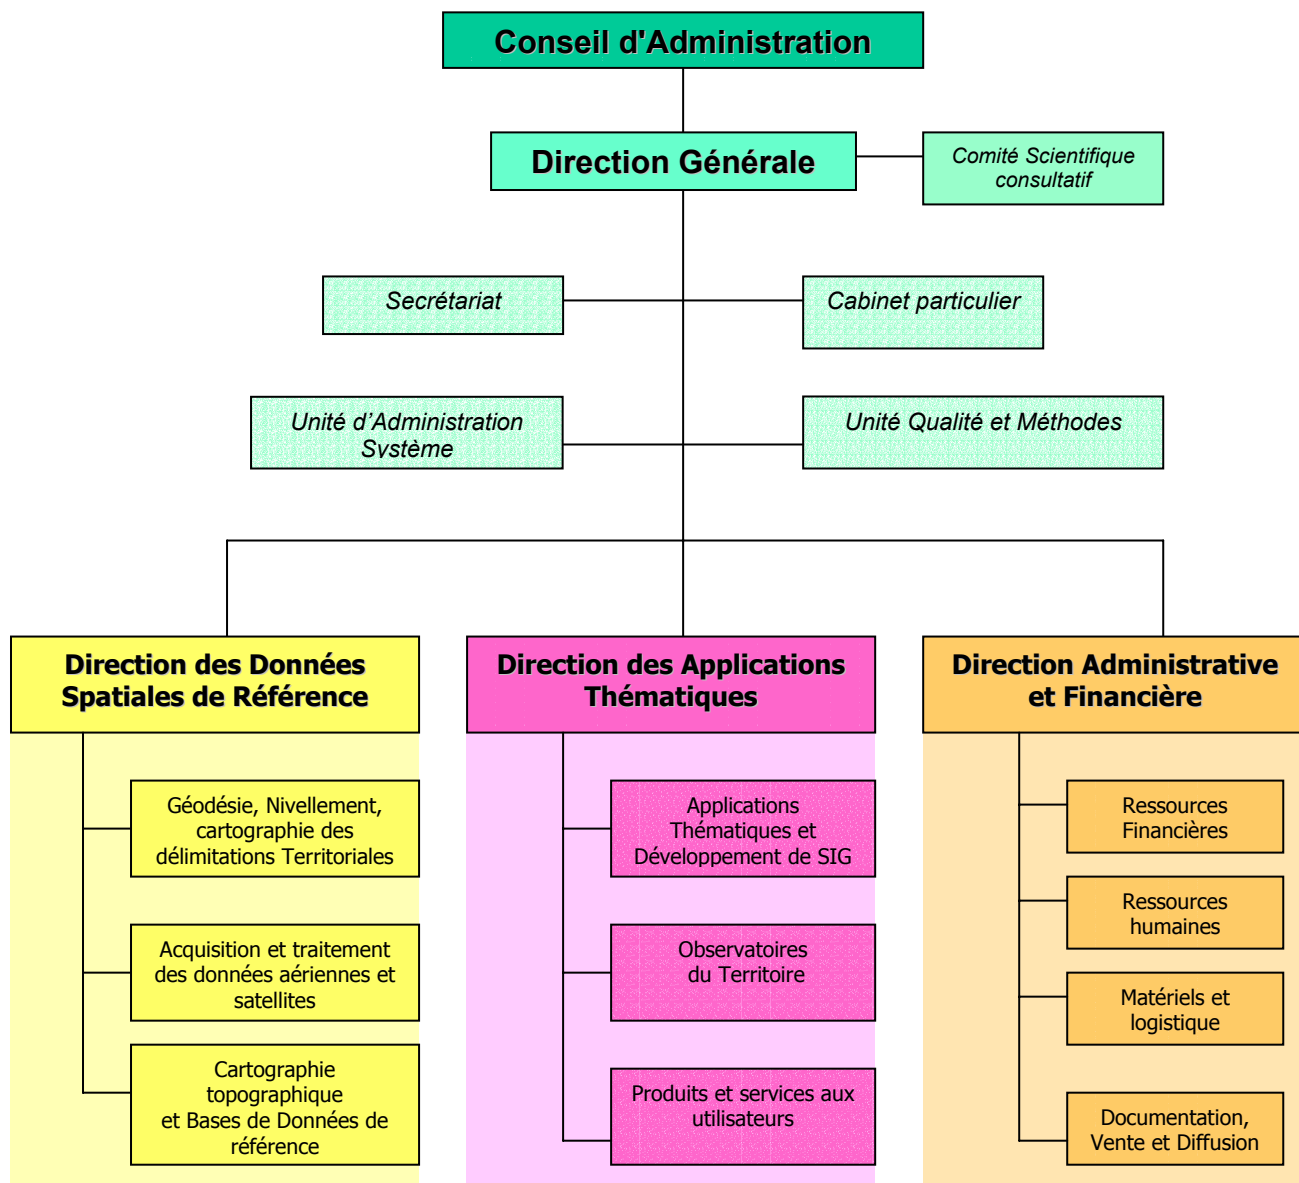 Conseil d'Administration
Direction Générale
Comité Scientifique
consultatif
Secrétariat
Cabinet particulier
Unité d’Administration
Système
Unité Qualité et Méthodes
Direction des Données
Spatiales de Référence
Direction des Applications
Thématiques
Direction Administrative
et Financière
Géodésie, Nivellement,
cartographie des
délimitations Territoriales
Acquisition et traitement
des données aériennes et
satellites
Cartographie
topographique
et Bases de Données de
référence
Applications
Thématiques et
Développement de SIG
Observatoires
du Territoire
Produits et services aux
utilisateurs
Ressources
Financières
Ressources
humaines
Matériels et
logistique
Documentation,
Vente et Diffusion